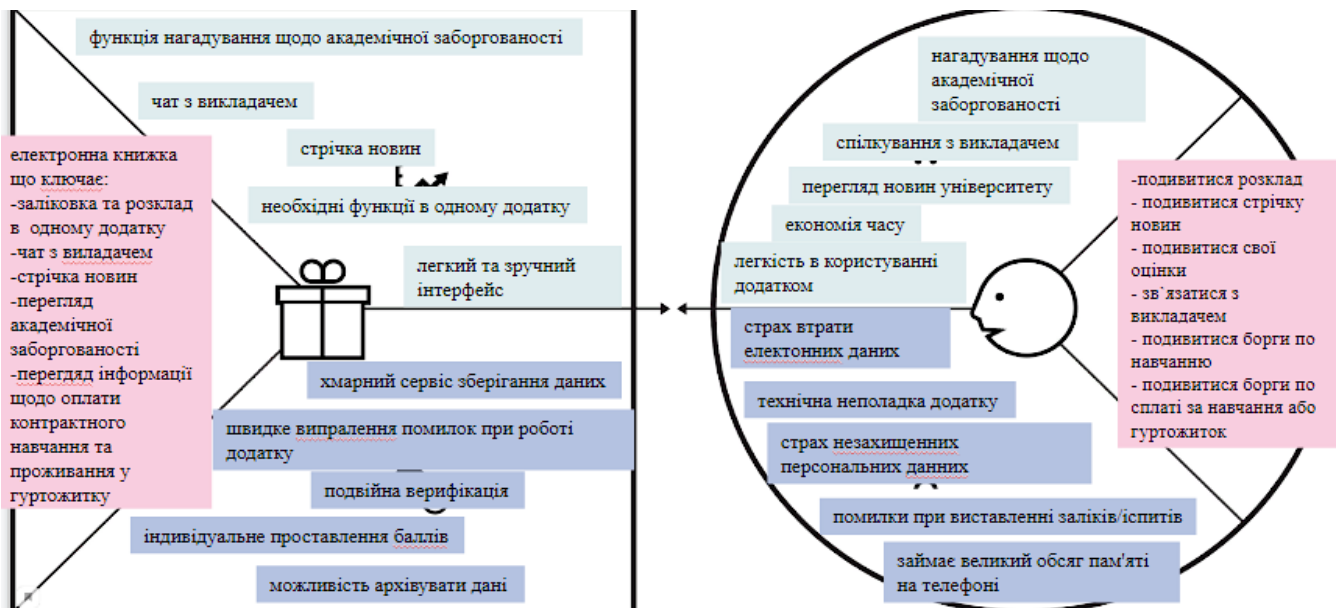 функція нагадування щодо академічної заборгованості
чат з викладачем
стрічка новин
необхідні функції в одному додатку
легкий та зручний
інтерфейс
електронна книжка
що ключає:
-заліковка та розклад
в одному додатку
-чат з виладачем
-стрічка новин
-перегляд
академічної
заборгованості
-перегдяд інформації
щодо оплати
контрактного
навчання та
проживання у
гуртожитку
хмарний сервіс зберігання даних
швидке випралення помилок при роботі
додатку
подвійна верифікація
індивідуальне проставлення баллів
можливість архівувати дані
нагадування щодо
академічної
заборгованості
спілкування з викладачем
перегляд новин університету
економія часу
легкість в користуванні
додатком
страх втрати
електонних даних
технічна неполадка додатку
страх незахищенних
персональних данних
помилки при виставленні заліків/іспитів
займає великий обсяг пам'яті
на телефоні
-подивитися розклад
- подивитися стрічку
новин
- подивитися свої
оцінки
- зв`язатися з
викладачем
- подивитися борги по
навчанню
- подивитися борги по
сплаті за навчання або
гуртожиток